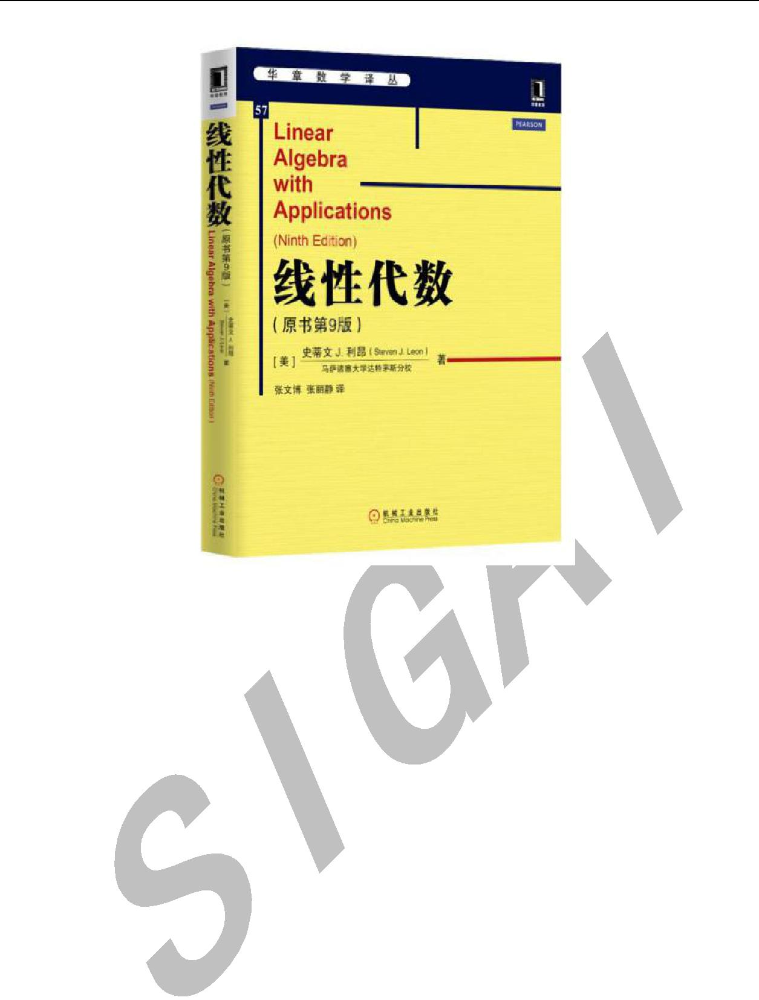 华章数学译丛
华章教育
PEARSON
57
Linear
Algebra
with
Applications
(Ninth Edition)
线性代数
(原书第9版)
[美] 史蒂文 J. 利昂 (Steven J. Leon) 著
马萨诸塞大学达特茅斯分校
张文博 张丽静 译
机械工业出版社
China Machine Press
线性代数
(原书第9版)
Linear Algebra with Applications (Ninth Edition)
[美] 史蒂文 J. 利昂 著
Steven J. Leon
机械工业出版社
China Machine Press
SIGAI